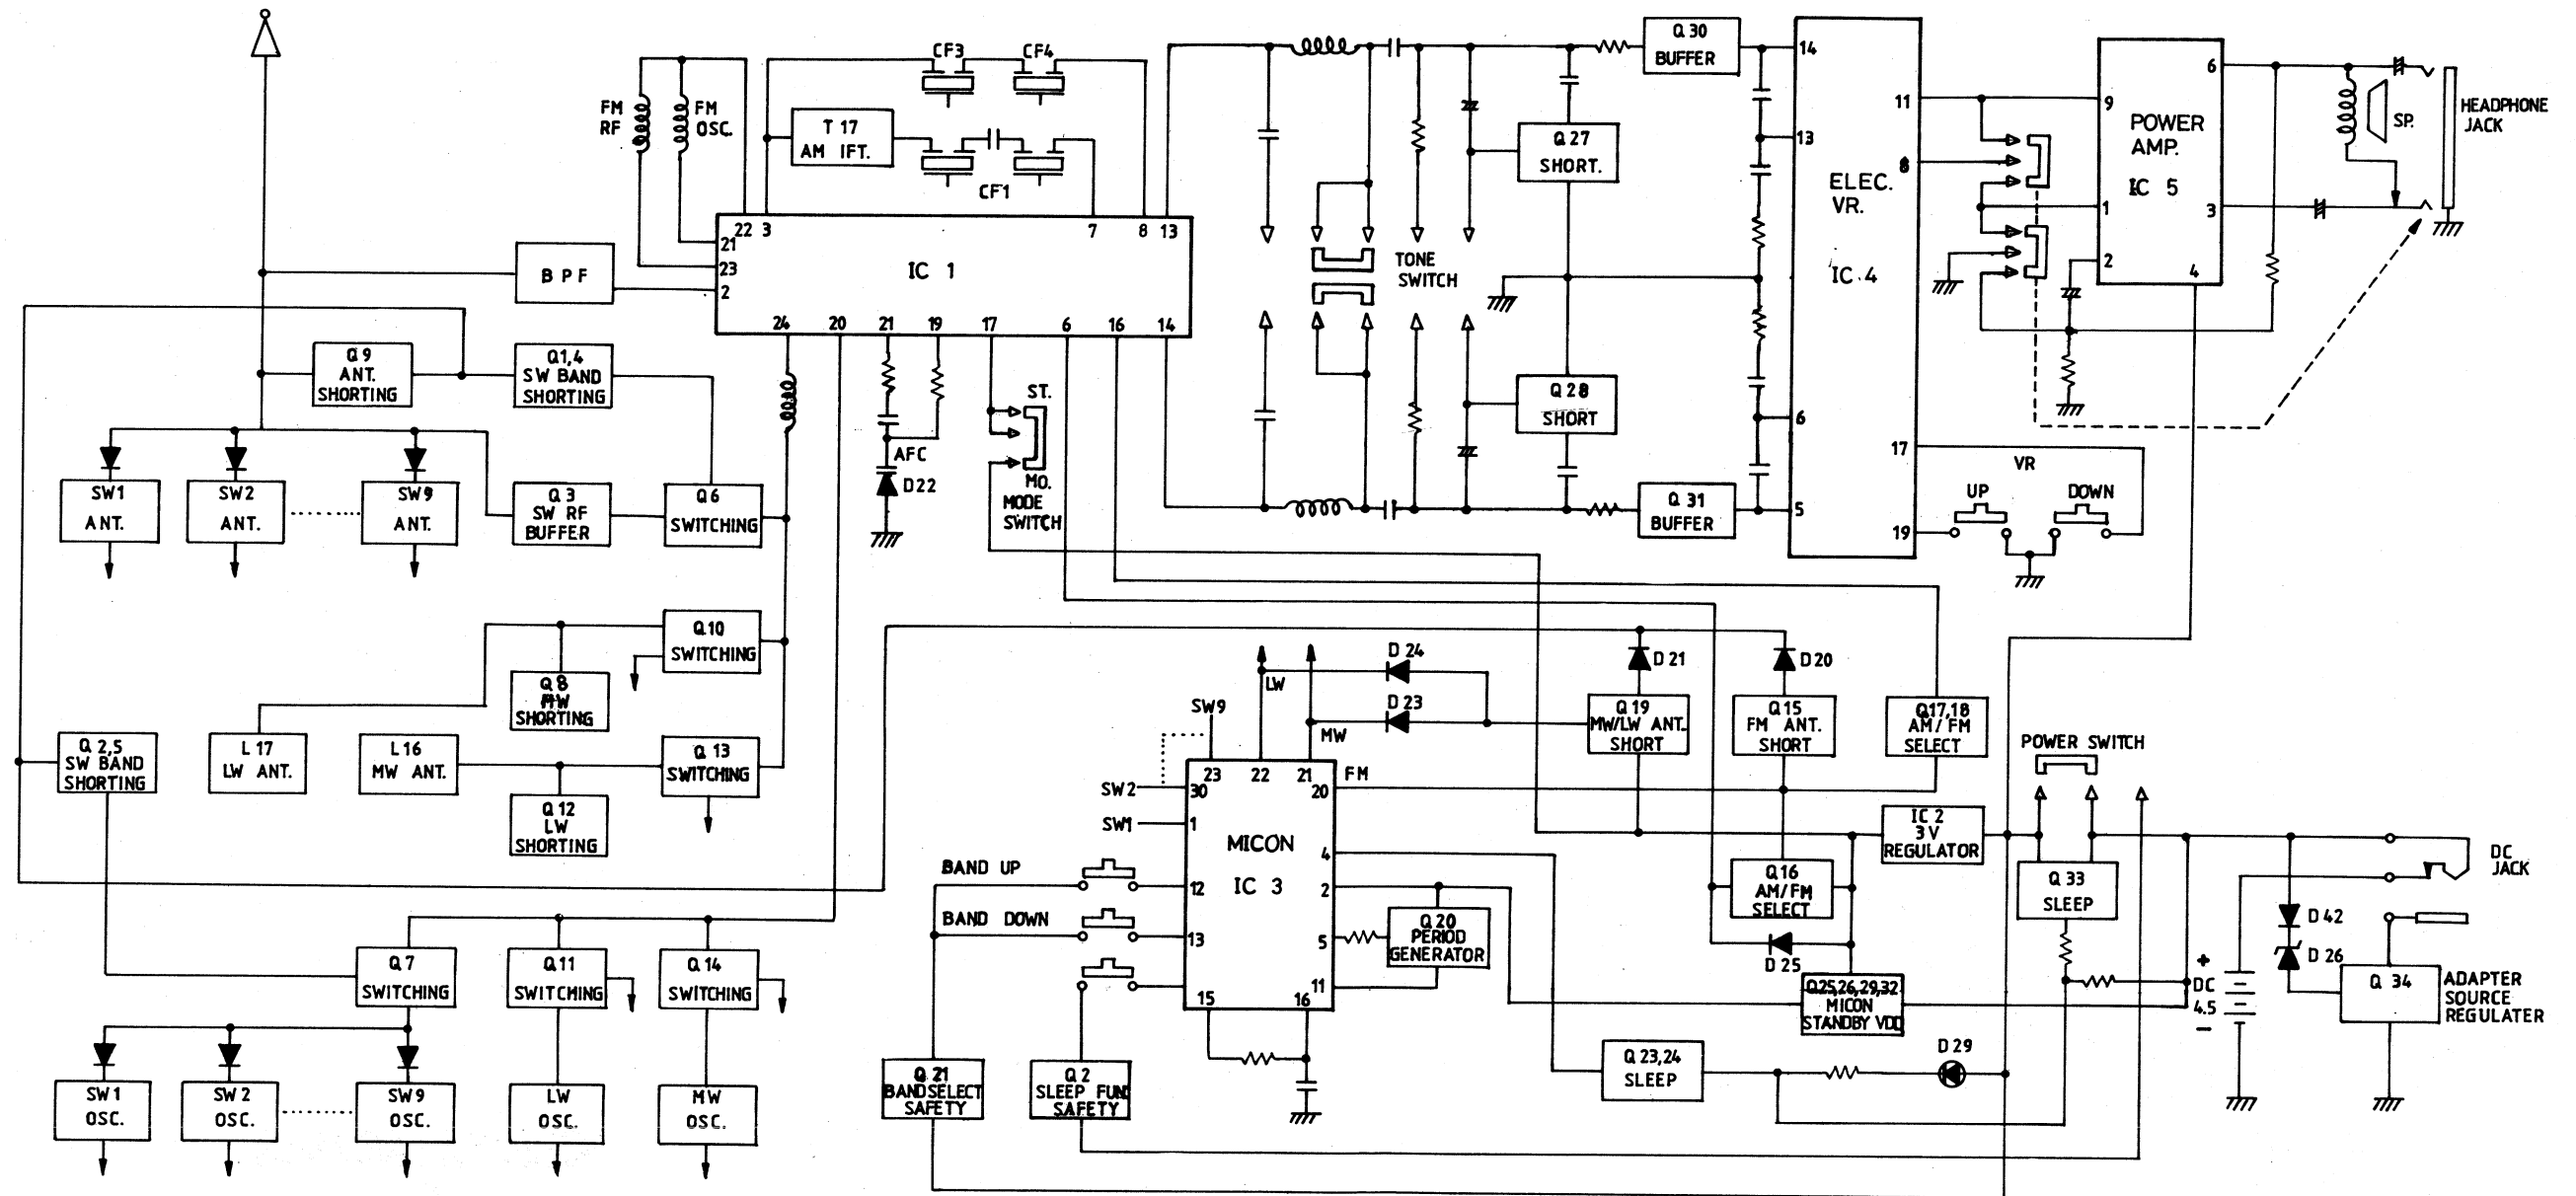 CF3
CF4
FM
RF
FM
OSC.
T 17
AM IFT.
CF1
22 3 7 8 13
21
23
2
IC 1
24 20 21 19 17 6 16 14
B P F
Q 9
ANT.
SHORTING
Q1,4
SW BAND
SHORTING
SW1
ANT.
SW2
ANT.
SW9
ANT.
Q 3
SW RF
BUFFER
Q 6
SWITCHING
AFC
D22
ST.
MO.
MODE
SWITCH
TONE
SWITCH
Q 30
BUFFER
Q 27
SHORT.
Q 28
SHORT
Q 31
BUFFER
14
13
6
5
ELEC.
VR.
IC 4
11
8
17
19
9
1
2
6
3
4
POWER
AMP.
IC 5
SP.
HEADPHONE
JACK
VR
UP
DOWN
Q 10
SWITCHING
Q 8
MW
SHORTING
Q 2,5
SW BAND
SHORTING
L 17
LW ANT.
L 16
MW ANT.
Q 13
SWITCHING
Q 12
LW
SHORTING
D 24
LW
D 23
MW
SW9
SW2
SW1
23 22 21
30
1
12
13
15 16
20
4
2
5
11
MICON
IC 3
FM
D 21
D 20
Q 19
MW/LW ANT.
SHORT
Q 15
FM ANT.
SHORT
Q17,18
AM/FM
SELECT
POWER SWITCH
IC 2
3 V
REGULATOR
Q 16
AM/FM
SELECT
D 25
Q 33
SLEEP
DC
JACK
D 42
D 26
+
DC
4.5
−
Q 34
ADAPTER
SOURCE
REGULATER
BAND UP
BAND DOWN
Q 20
PERIOD
GENERATOR
Q25,26,29,32
MICON
STANDBY VDD
Q 23,24
SLEEP
D 29
Q 21
BANDSELECT
SAFETY
Q 2
SLEEP FUN
SAFETY
Q 7
SWITCHING
Q 11
SWITCHING
Q 14
SWITCHING
SW 1
OSC.
SW 2
OSC.
SW9
OSC.
LW
OSC.
MW
OSC.